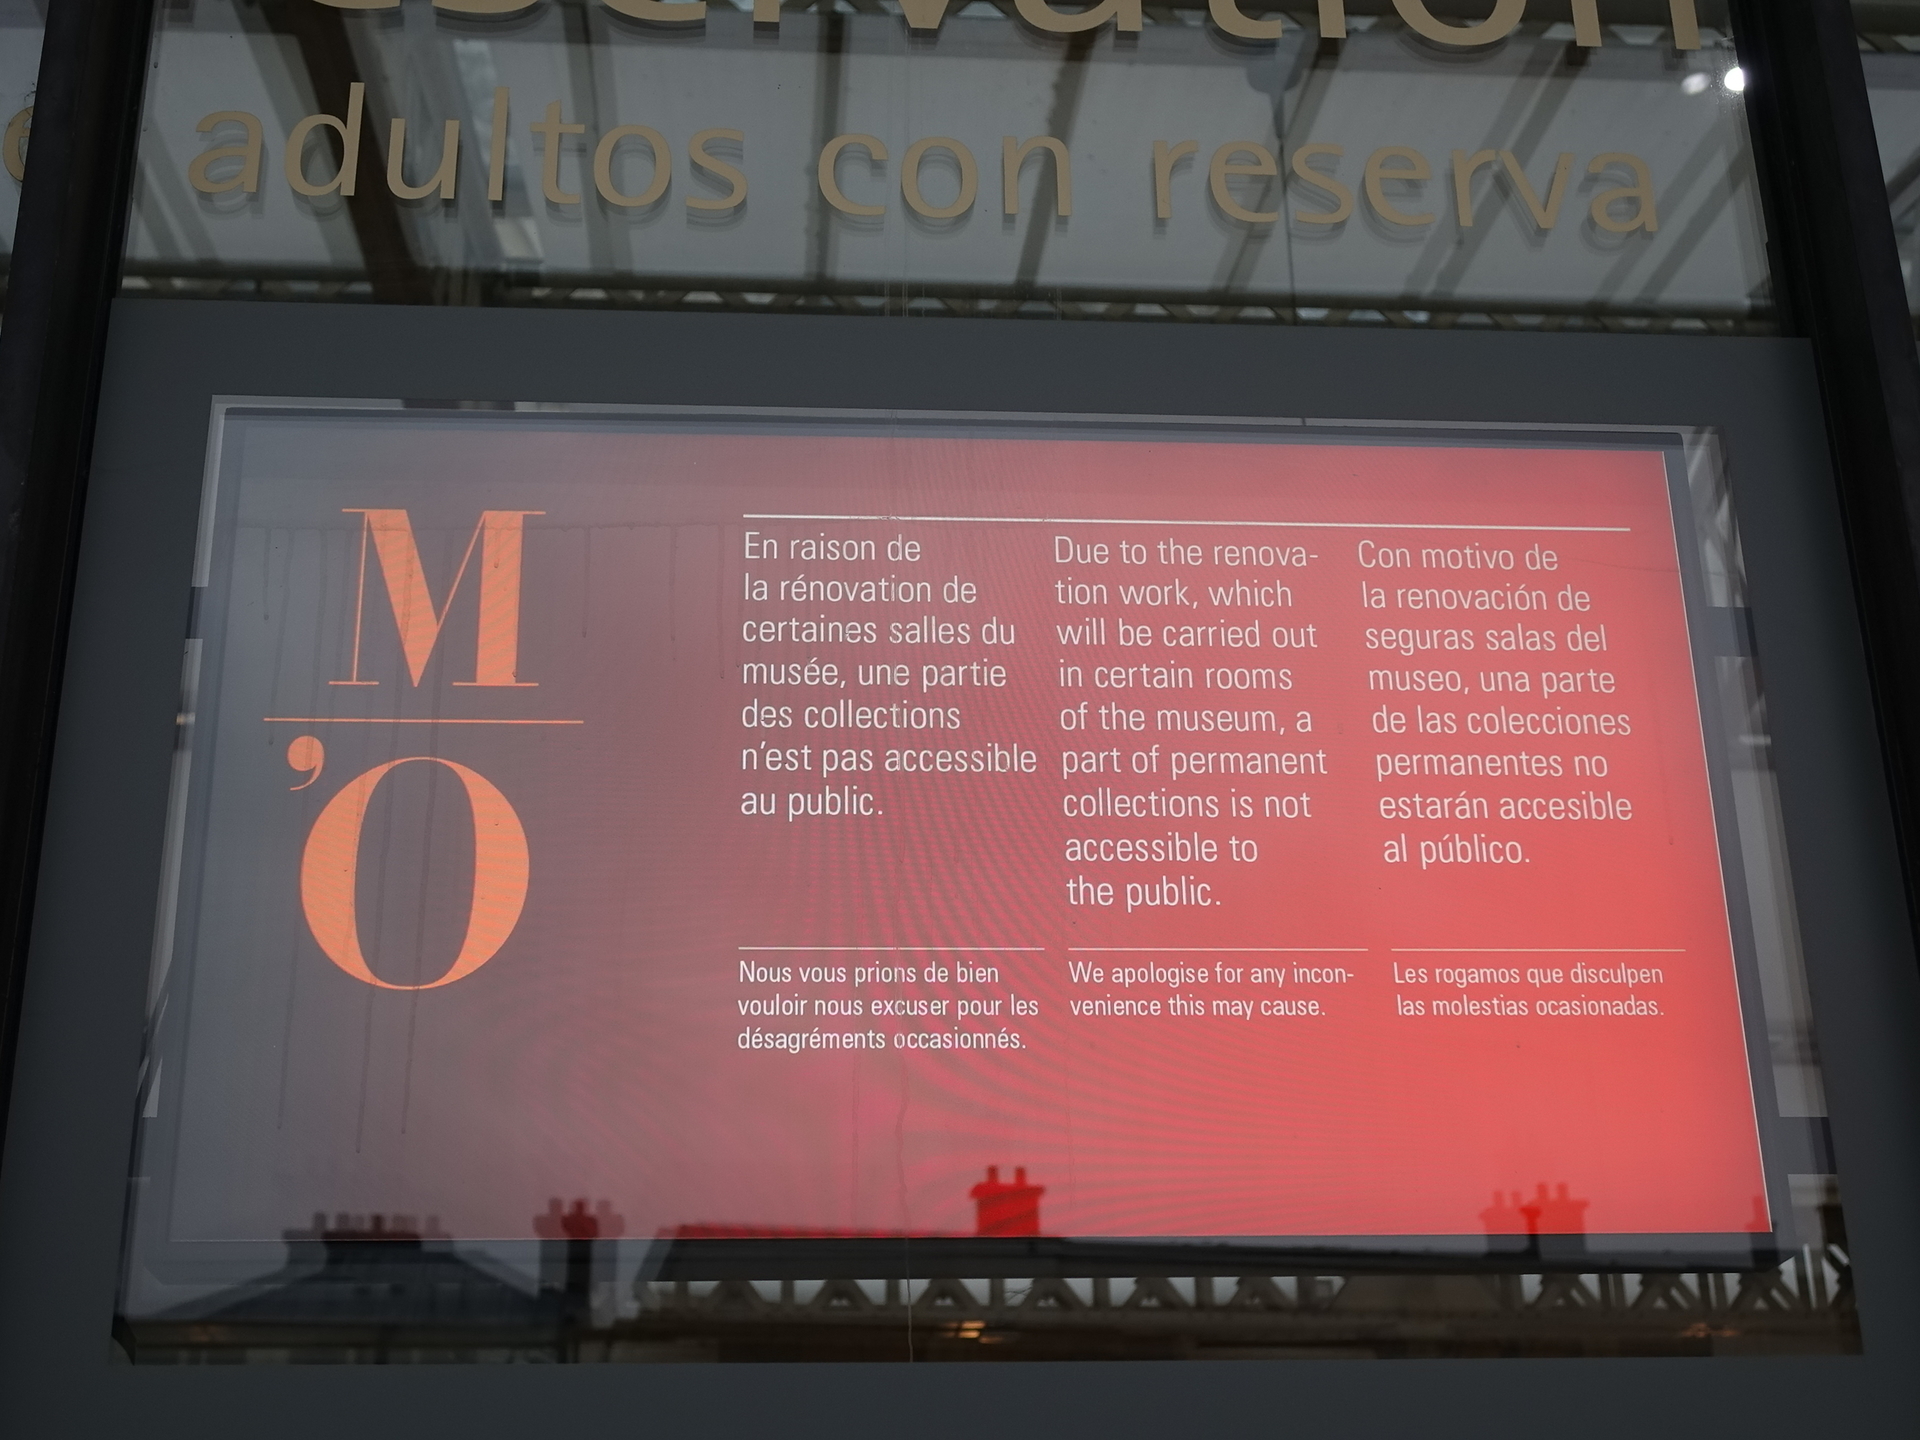 adultos con reserva
M
’O
En raison de
la rénovation de
certaines salles du
musée, une partie
des collections
n’est pas accessible
au public.
Due to the renova-
tion work, which
will be carried out
in certain rooms
of the museum, a
part of permanent
collections is not
accessible to
the public.
Con motivo de
la renovación de
seguras salas del
museo, una parte
de las colecciones
permanentes no
estarán accesible
al público.
Nous vous prions de bien
vouloir nous excuser pour les
désagréments occasionnés.
We apologise for any incon-
venience this may cause.
Les rogamos que disculpen
las molestias ocasionadas.